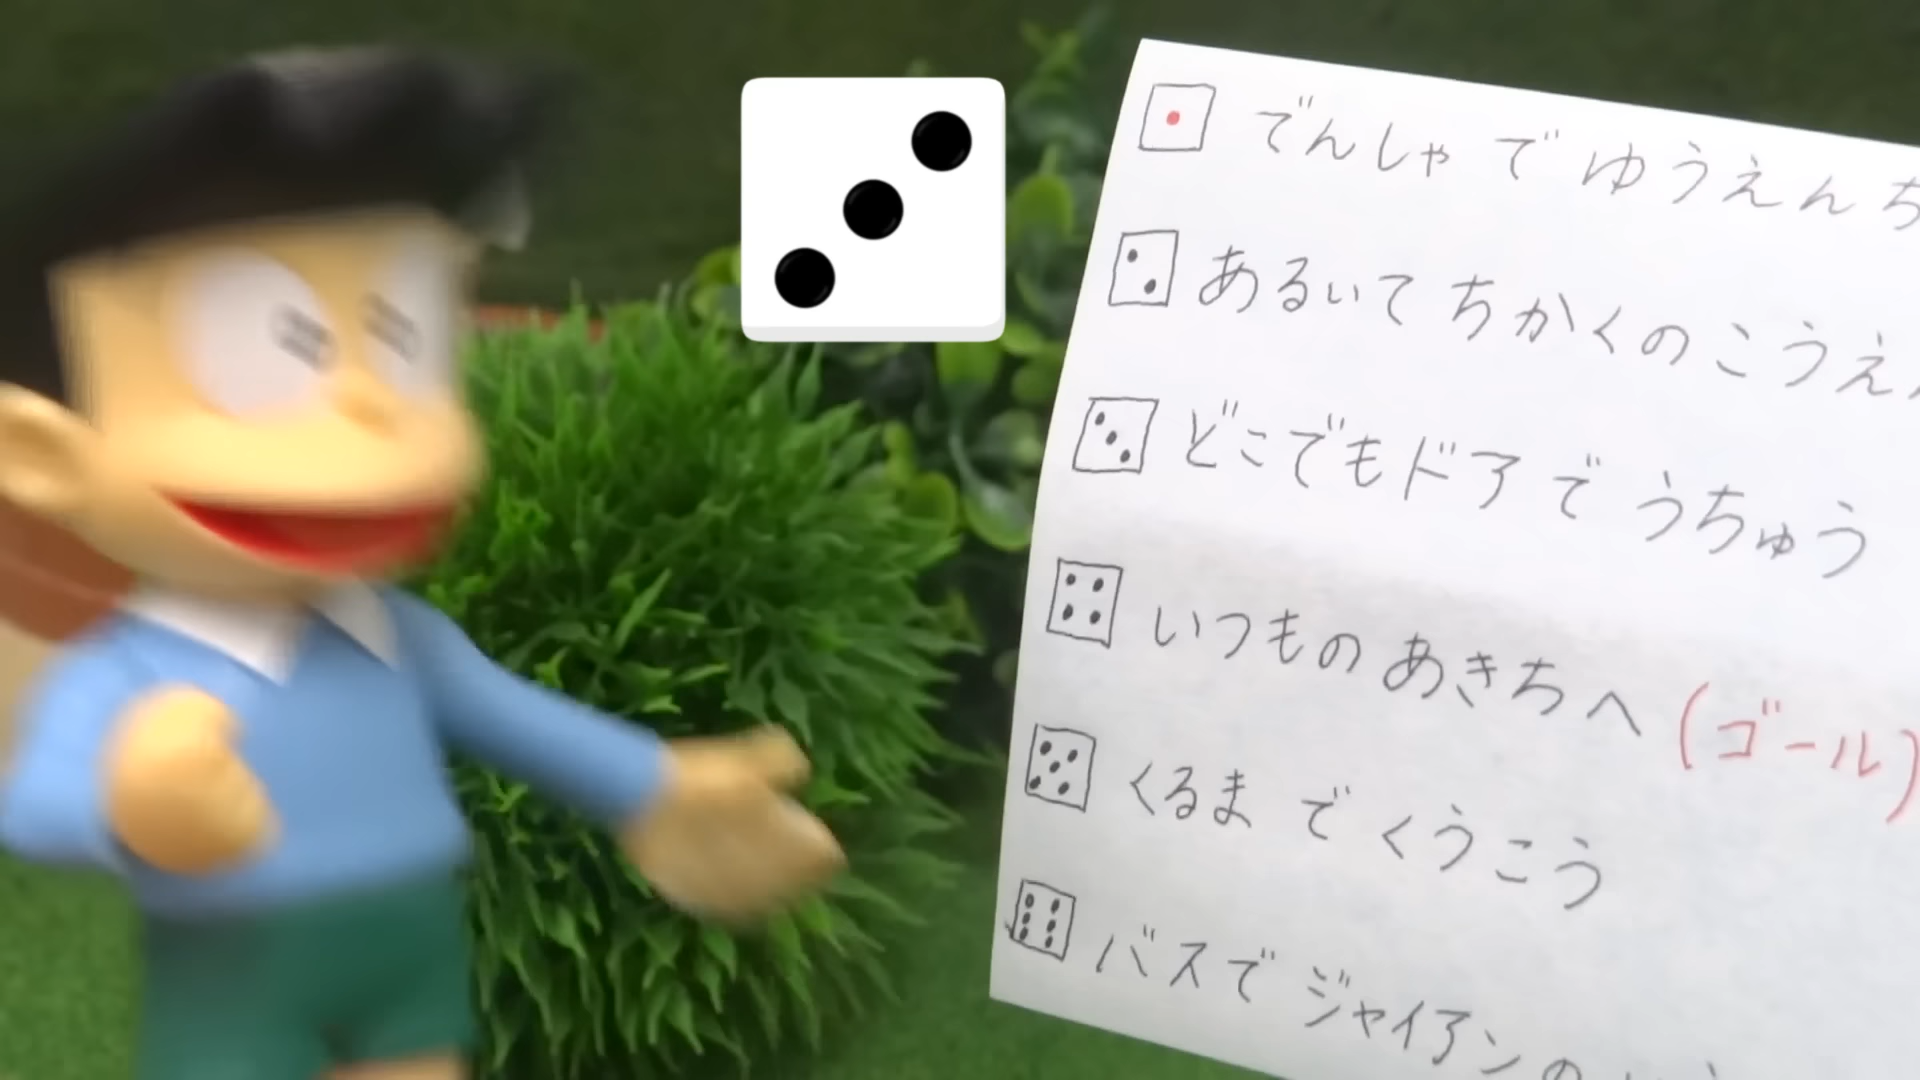 でんしゃ で ゆうえんち
あるいて ちかくのこうえ
どこでもドア で うちゅう
いつもの あきちへ (ゴール)
くるま で くうこう
バスで ジャイアンの